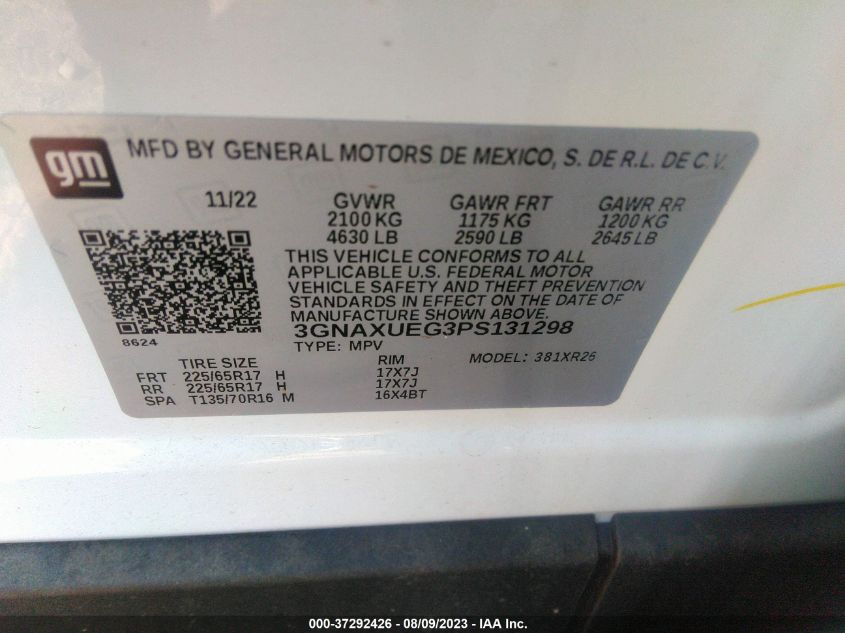 gm MFD BY GENERAL MOTORS DE MEXICO, S. DE R.L. DE C.V.
11/22 GVWR GAWR FRT GAWR RR
2100 KG 1175 KG 1200 KG
4630 LB 2590 LB 2645 LB
THIS VEHICLE CONFORMS TO ALL
APPLICABLE U.S. FEDERAL MOTOR
VEHICLE SAFETY AND THEFT PREVENTION
STANDARDS IN EFFECT ON THE DATE OF
MANUFACTURE SHOWN ABOVE.
3GNAXUEG3PS131298
8624 TYPE: MPV MODEL: 381XR26
TIRE SIZE RIM
FRT 225/65R17 H 17X7J
RR 225/65R17 H 17X7J
SPA T135/70R16 M 16X4BT
000-37292426 - 08/09/2023 - IAA Inc.